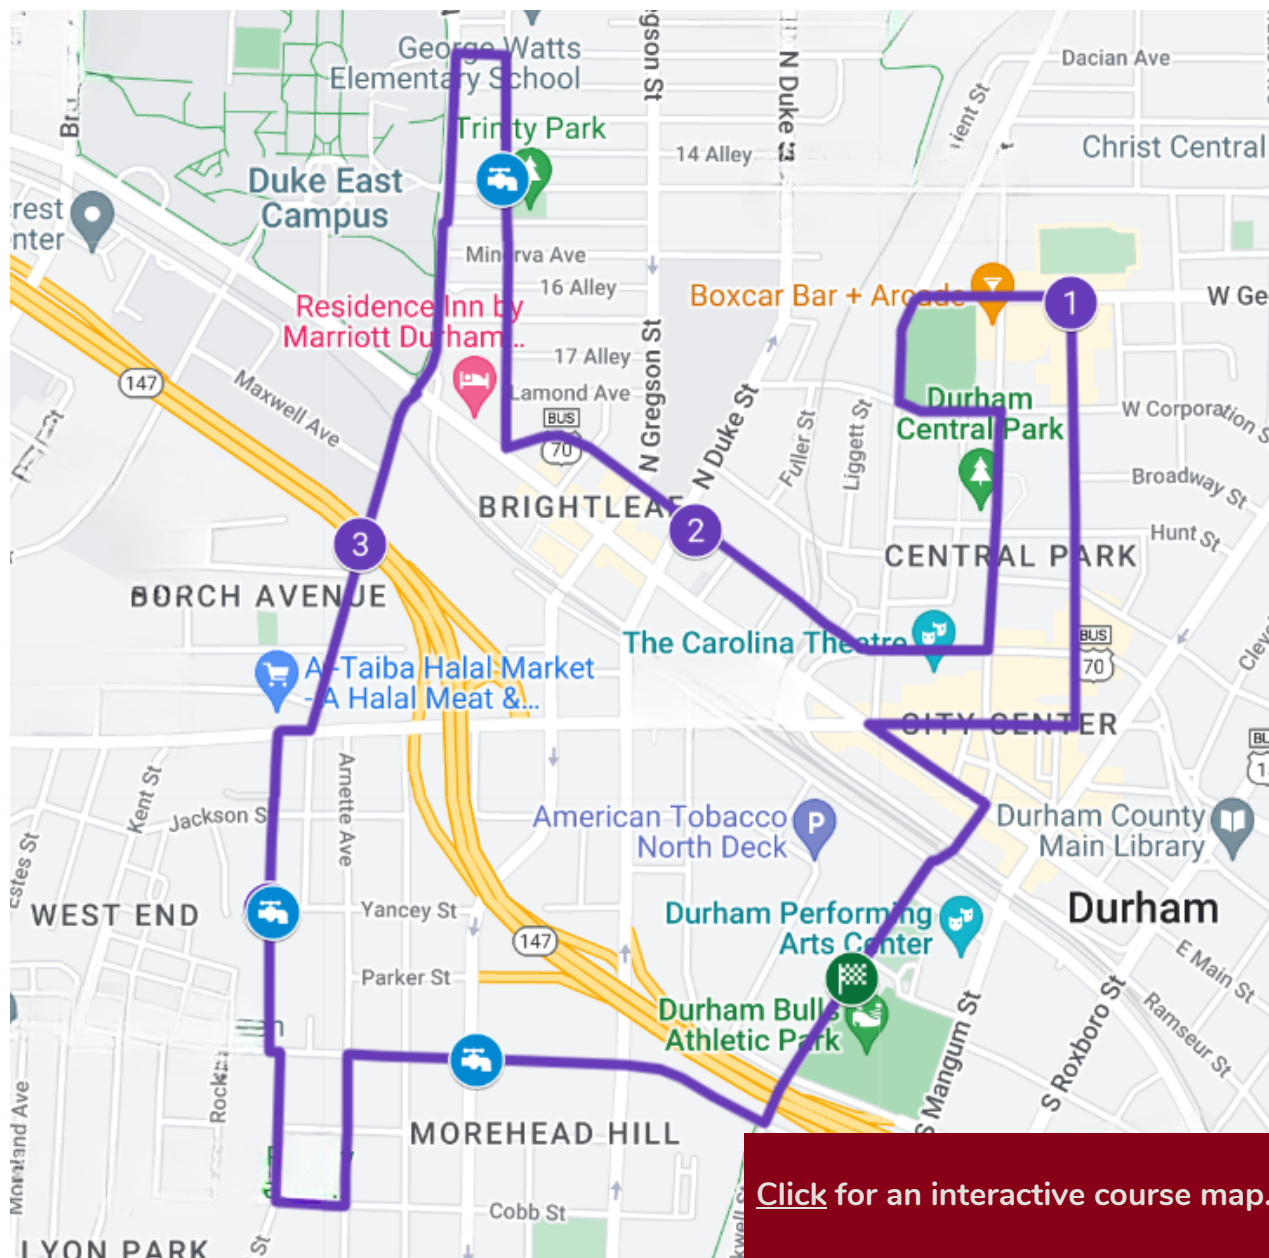 George Watts
Elementary School
Dacian Ave
N Duke St
Trinity Park
14 Alley
Christ Central
Duke East
Campus
Minerva Ave
16 Alley
Boxcar Bar + Arcade
1
W Ge
Residence Inn by
Marriott Durham...
17 Alley
147
Maxwell Ave
Lamond Ave
BUS
70
N Gregson St
N Duke St
Fuller St
Liggett St
Durham
Central Park
W Corporation S
Broadway St
BRIGHTLEAF
2
Hunt St
3
CENTRAL PARK
The Carolina Theatre
BUS
70
Al-Taiba Halal Market
- A Halal Meat &...
CITY CENTER
Kent St
Arnette Ave
Jackson S
American Tobacco
North Deck
P
Durham County
Main Library
Estes St
WEST END
Yancey St
147
Durham Performing
Arts Center
Durham
E Main St
Parker St
Durham Bulls
Athletic Park
Ramseur St
S Mangum St
S Roxboro St
MOREHEAD HILL
Cobb St
LYON PARK
Click for an interactive course map.